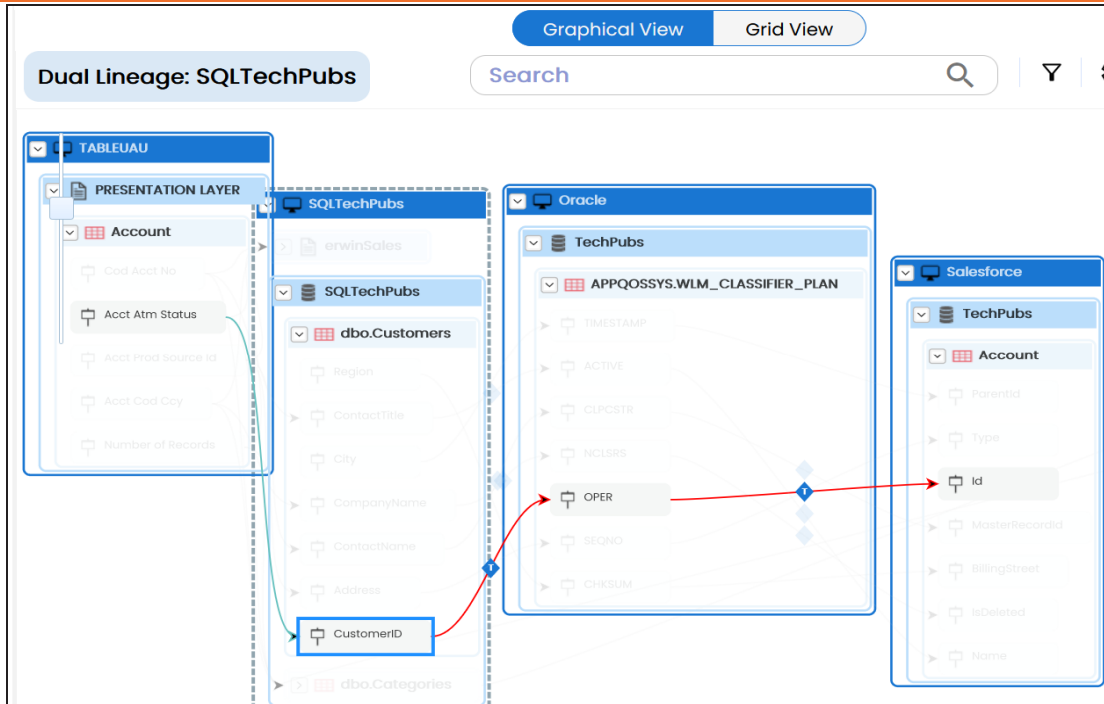 Graphical View
Grid View
Dual Lineage: SQLTechPubs
Search
TABLEUAU
PRESENTATION LAYER
Account
Cod Acct No
Acct Atm Status
Acct Prod Source Id
Acct Cod Ccy
Number of Records
SQLTechPubs
erwinSales
SQLTechPubs
dbo.Customers
Region
ContactTitle
City
CompanyName
ContactName
Address
CustomerID
dbo.Categories
Oracle
TechPubs
APPQOSSYS.WLM_CLASSIFIER_PLAN
TIMESTAMP
ACTIVE
CLPCSTR
NCLSRS
OPER
SEQNO
CHKSUM
T
T
Salesforce
TechPubs
Account
ParentId
Type
Id
MasterRecordId
BillingStreet
IsDeleted
Name